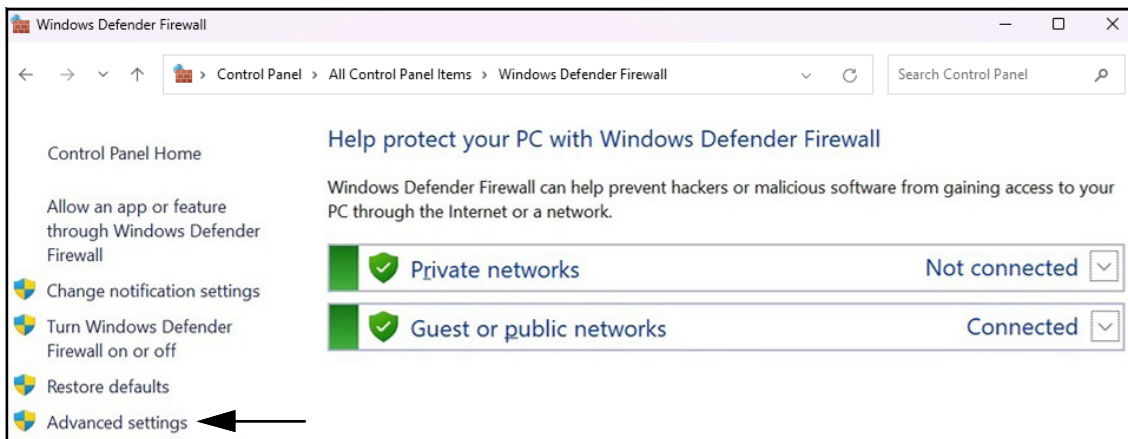 Windows Defender Firewall
Control Panel › All Control Panel Items › Windows Defender Firewall
Search Control Panel
Control Panel Home
Allow an app or feature
through Windows Defender
Firewall
Change notification settings
Turn Windows Defender
Firewall on or off
Restore defaults
Advanced settings
Help protect your PC with Windows Defender Firewall
Windows Defender Firewall can help prevent hackers or malicious software from gaining access to your
PC through the Internet or a network.
Private networks Not connected
Guest or public networks Connected